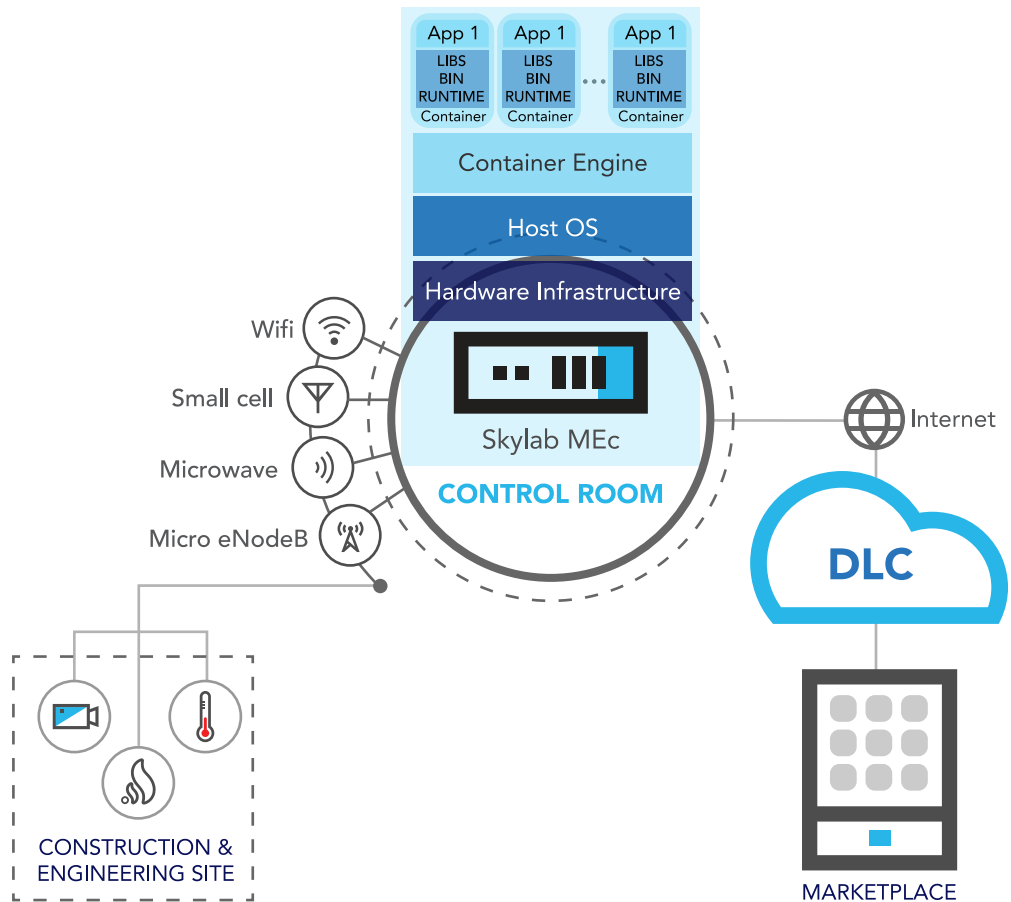 App 1
LIBS
BIN
RUNTIME
Container
App 1
LIBS
BIN
RUNTIME
Container
...
App 1
LIBS
BIN
RUNTIME
Container
Container Engine
Host OS
Hardware Infrastructure
Skylab MEc
CONTROL ROOM
Wifi
Small cell
Microwave
Micro eNodeB
Internet
DLC
CONSTRUCTION &
ENGINEERING SITE
MARKETPLACE